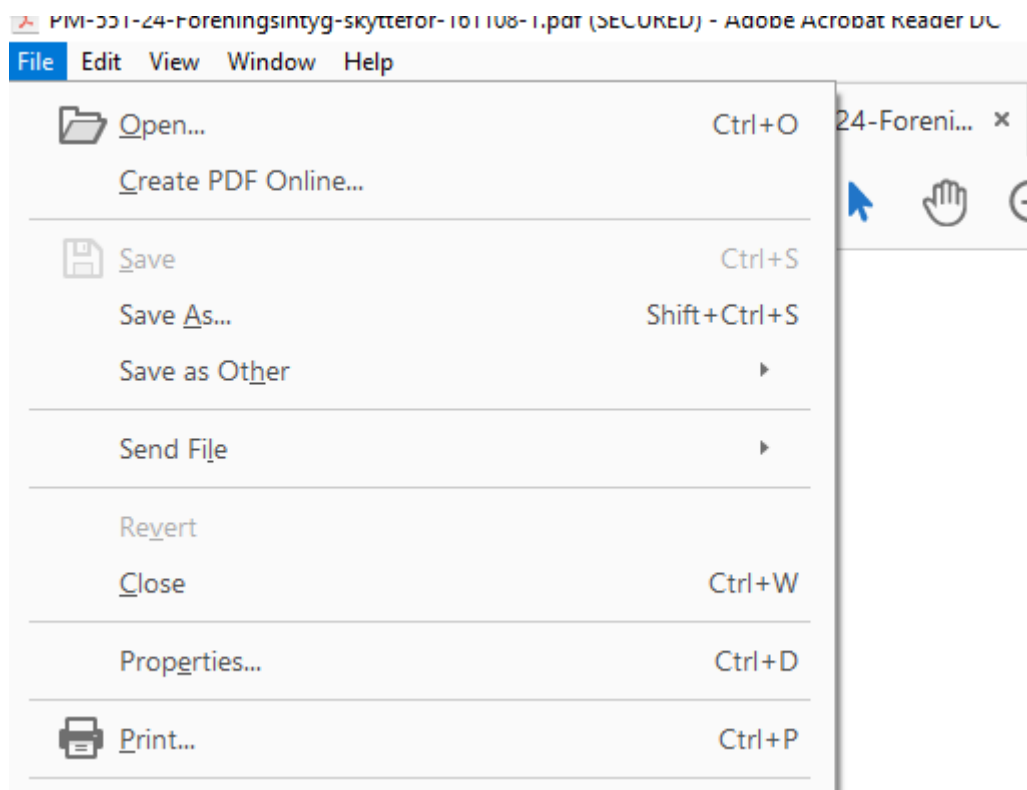 PM-551-24-Foreningsintyg-skyttefor-161108-1.pdf (SECURED) - Adobe Acrobat Reader DC
File Edit View Window Help
24-Foreni... ×
Open... Ctrl+O
Create PDF Online...
Save Ctrl+S
Save As... Shift+Ctrl+S
Save as Other
Send File
Revert
Close Ctrl+W
Properties... Ctrl+D
Print... Ctrl+P